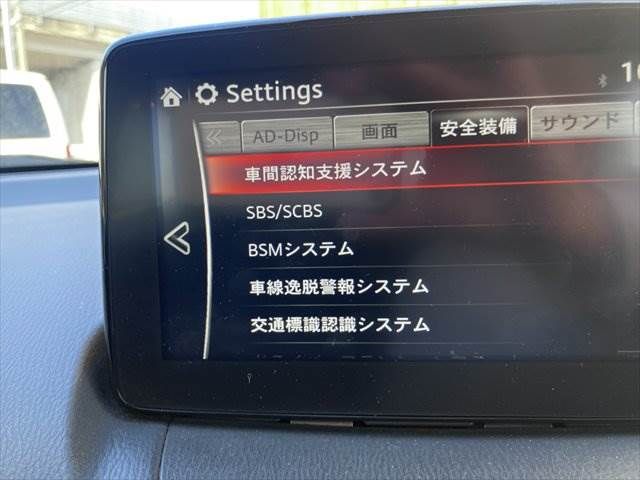 Settings
AD-Disp 画面 安全装備 サウンド
車間認知支援システム
SBS/SCBS
BSMシステム
車線逸脱警報システム
交通標識認識システム